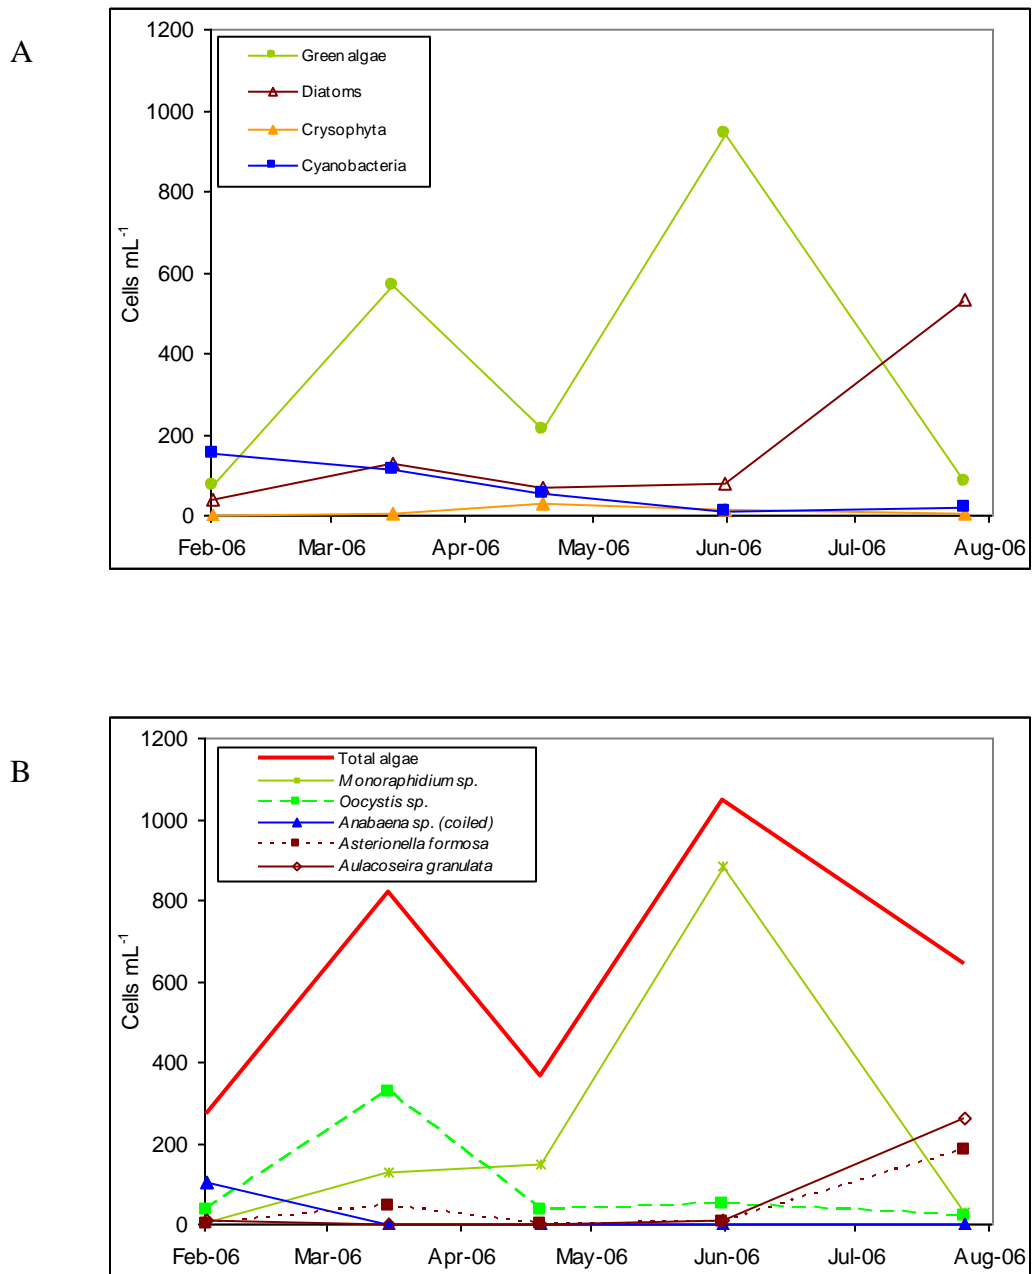 A
1200
1000
800
600
400
200
0
Cells mL-1
Green algae
Diatoms
Crysophyta
Cyanobacteria
Feb-06 Mar-06 Apr-06 May-06 Jun-06 Jul-06 Aug-06
B
1200
1000
800
600
400
200
0
Cells mL-1
Total algae
Monoraphidium sp.
Oocystis sp.
Anabaena sp. (coiled)
Asterionella formosa
Aulacoseira granulata
Feb-06 Mar-06 Apr-06 May-06 Jun-06 Jul-06 Aug-06